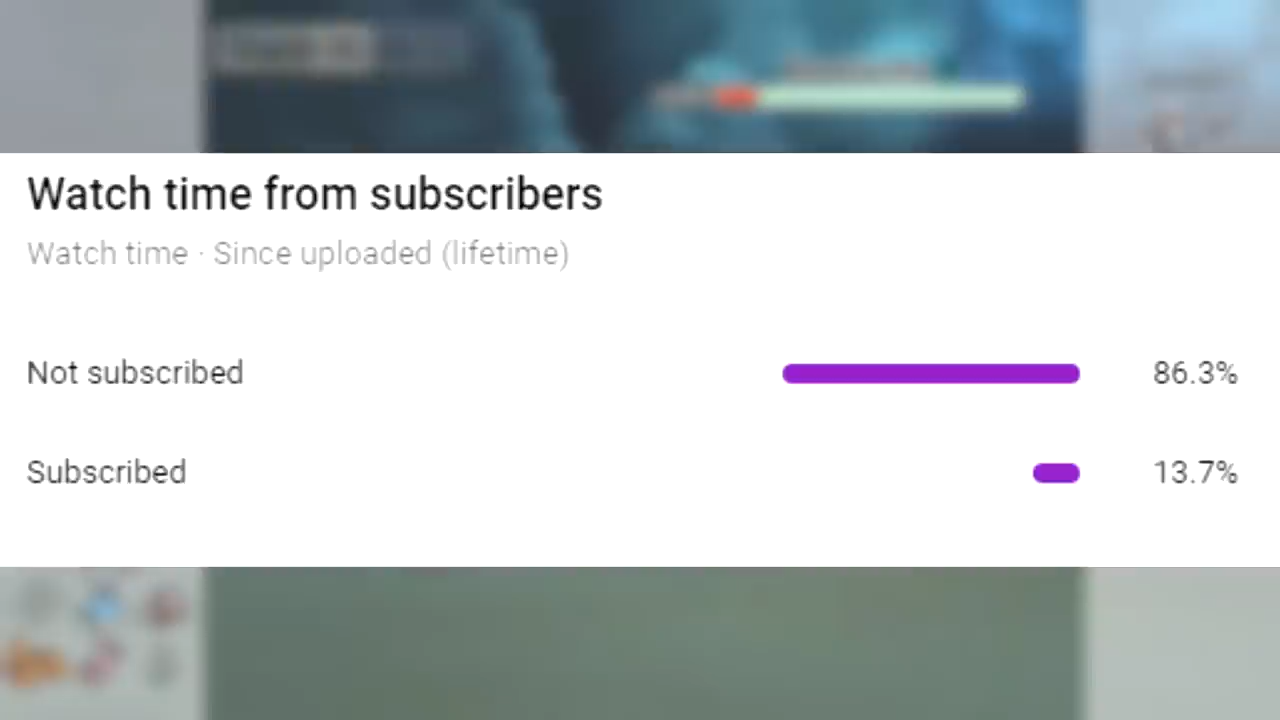 Watch time from subscribers
Watch time · Since uploaded (lifetime)
Not subscribed 86.3%
Subscribed 13.7%